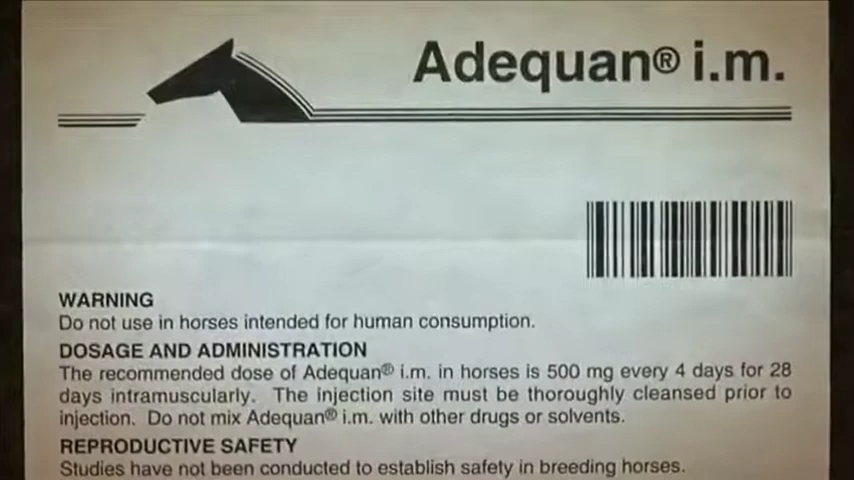 Adequan® i.m.
WARNING
Do not use in horses intended for human consumption.
DOSAGE AND ADMINISTRATION
The recommended dose of Adequan® i.m. in horses is 500 mg every 4 days for 28
days intramuscularly. The injection site must be thoroughly cleansed prior to
injection. Do not mix Adequan® i.m. with other drugs or solvents.
REPRODUCTIVE SAFETY
Studies have not been conducted to establish safety in breeding horses.